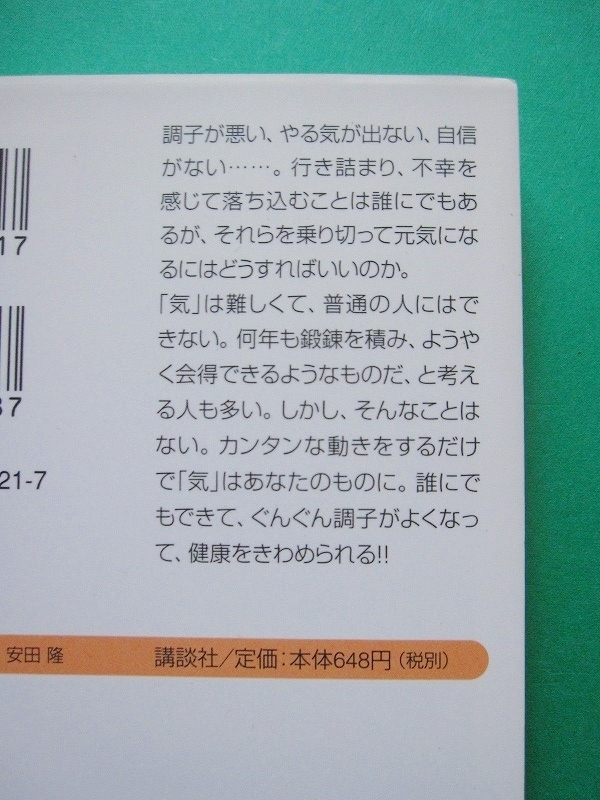 調子が悪い、やる気が出ない、自信
がない……。行き詰まり、不幸を
感じて落ち込むことは誰にでもあ
るが、それらを乗り切って元気にな
るにはどうすればいいのか。
「気」は難しくて、普通の人にはで
きない。何年も鍛錬を積み、ようや
く会得できるようなものだ、と考え
る人も多い。しかし、そんなことは
ない。カンタンな動きをするだけ
で「気」はあなたのものに。誰にで
もできて、ぐんぐん調子がよくなっ
て、健康をきわめられる!!
17
37
21-7
安田 隆
講談社/定価:本体648円(税別)